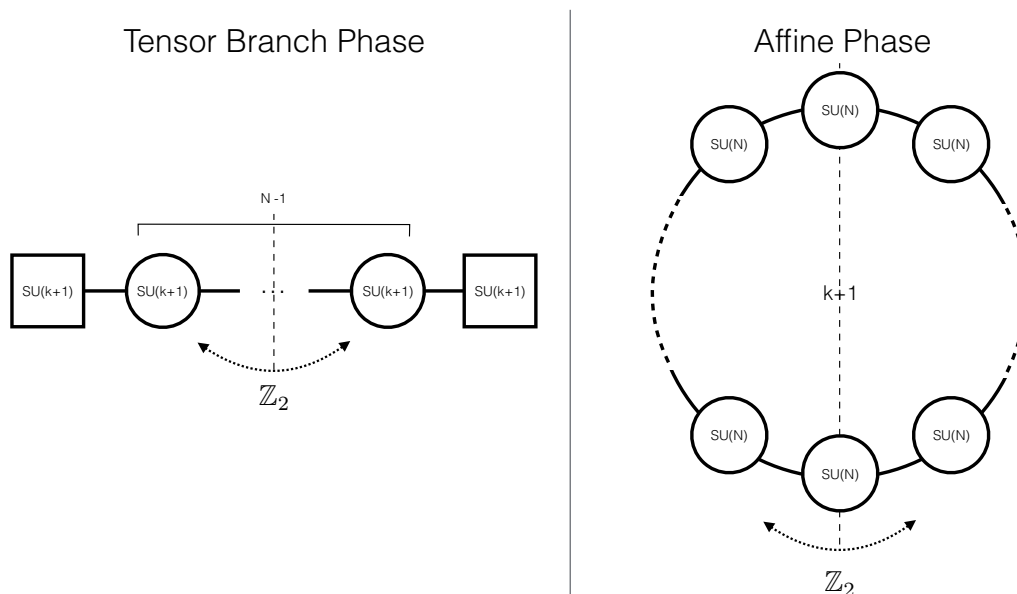 Tensor Branch Phase
N -1
SU(k+1)
SU(k+1)
...
SU(k+1)
SU(k+1)
ℤ₂
Affine Phase
SU(N)
SU(N)
SU(N)
k+1
SU(N)
SU(N)
SU(N)
ℤ₂